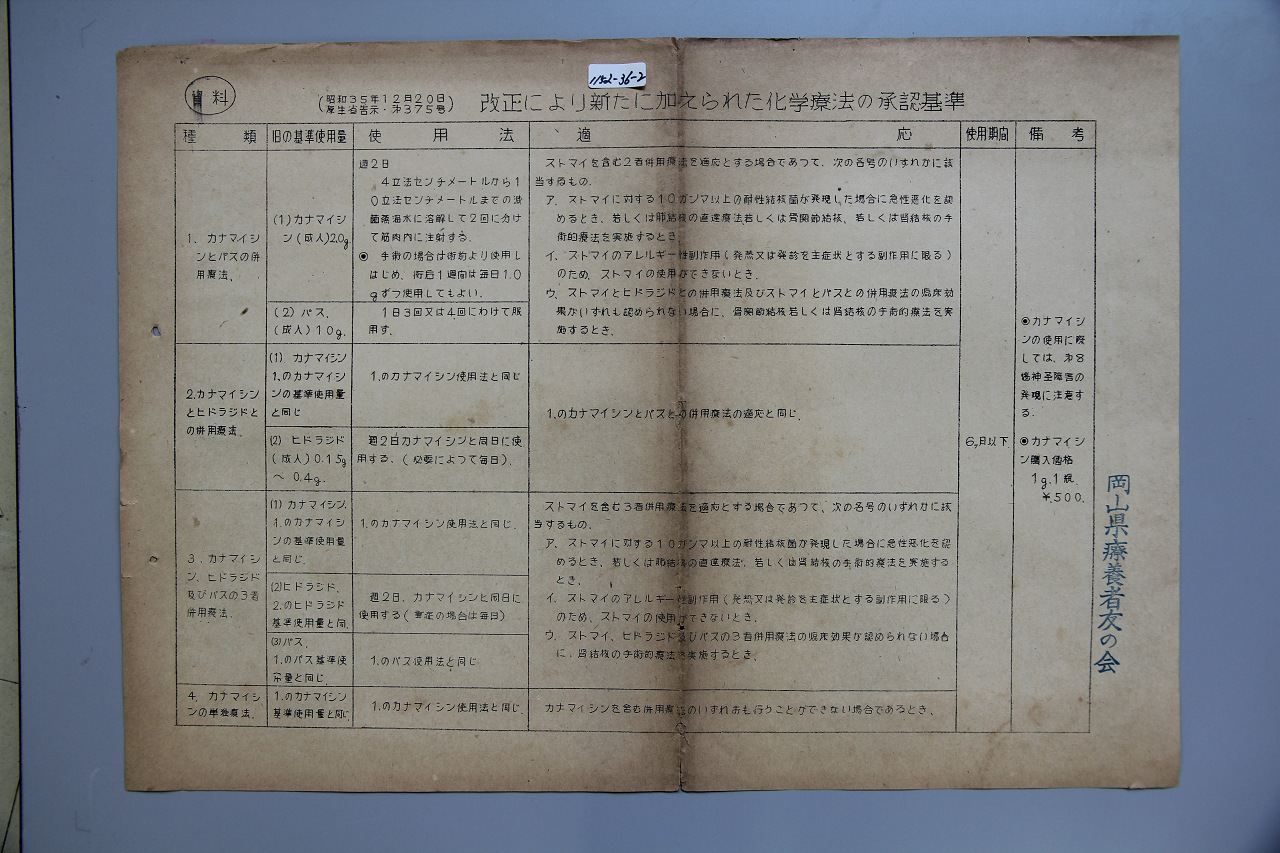 1152-36-2
資料
(昭和35年12月20日
厚生省告示・才375号)
改正により新たに加えられた化学療法の承認基準
種類
旧の基準使用量
使用法
適応
使用期間
備考
1. カナマイシ
ンとパスの併
用療法.
(1)カナマイシ
ン(成人)2.0g
週2日
4立法センチメートルから1
0立法センチメートルまでの滅
菌蒸溜水に溶解して2回に分け
て筋肉内に注射する.
◉ 手術の場合は術前より使用し
はじめ、術后1週間は毎日1.0
gずつ使用してもよい.
(2) パス.
(成人)10g.
1日3回又は4回にわけて服
用す.
ストマイを含む2者併用療法を適応とする場合であつて、次の各号のいずれかに該
当するもの.
ア. ストマイに対する10ガンマ以上の耐性結核菌が発現した場合に急性悪化を認
めるとき、若しくは肺結核の直達療法若しくは骨関節結核、若しくは腎結核の手
術的療法を実施するとき.
イ. ストマイのアレルギー性副作用(発熱又は発疹を主症状とする副作用に限る)
のため、ストマイの使用ができないとき.
ウ. ストマイとヒドラジドとの併用療法及びストマイとパスとの併用療法の臨床効
果がいずれも認められない場合に、骨関節結核若しくは腎結核の手術的療法を実
施するとき.
2.カナマイシン
とヒドラジドと
の併用療法.
(1) カナマイシン
1.のカナマイシ
ンの基準使用量
と同じ
1.のカナマイシン使用法と同じ
(2) ヒドラジド
(成人)0.15g
〜 0.4g.
週2日カナマイシンと同日に使
用する、(必要によつて毎日).
1.のカナマイシンとパスとの併用療法の適応と同じ.
3. カナマイシ
ン、ヒドラジド
及びパスの3者
併用療法.
(1) カナマイシン.
1.のカナマイシ
ンの基準使用量
と同じ.
1.のカナマイシン使用法と同じ.
(2)ヒドラジド.
2.のヒドラジド
基準使用量と同.
週2日、カナマイシンと同日に
使用する(重症の場合は毎日)
(3)パス.
1.のパス基準使
用量と同じ.
1.のパス使用法と同じ
ストマイを含む3者併用療法を適応とする場合であつて、次の各号のいずれかに該
当するもの.
ア. ストマイに対する10ガンマ以上の耐性結核菌が発現した場合に急性悪化を認
めるとき、若しくは肺結核の直達療法、若しくは腎結核の手術的療法を実施する
とき.
イ. ストマイのアレルギー性副作用(発熱又は発疹を主症状とする副作用に限る)
のため、ストマイの使用ができないとき.
ウ. ストマイ、ヒドラジド及びパスの3者併用療法の臨床効果が認められない場合
に、腎結核の手術的療法を実施するとき.
4. カナマイシ
ンの単独療法.
1.のカナマイシン
基準使用量と同じ
1.のカナマイシン使用法と同じ.
カナマイシンを含む併用療法のいずれおも行うことができない場合であるとき.
6ヶ月以下
◉カナマイシ
ンの使用に際
しては、才8
脳神圣障害の
発現に注意す
る.
◉カナマイシ
ン購入価格
1g.1瓶
¥500.
岡山県療養者友の会